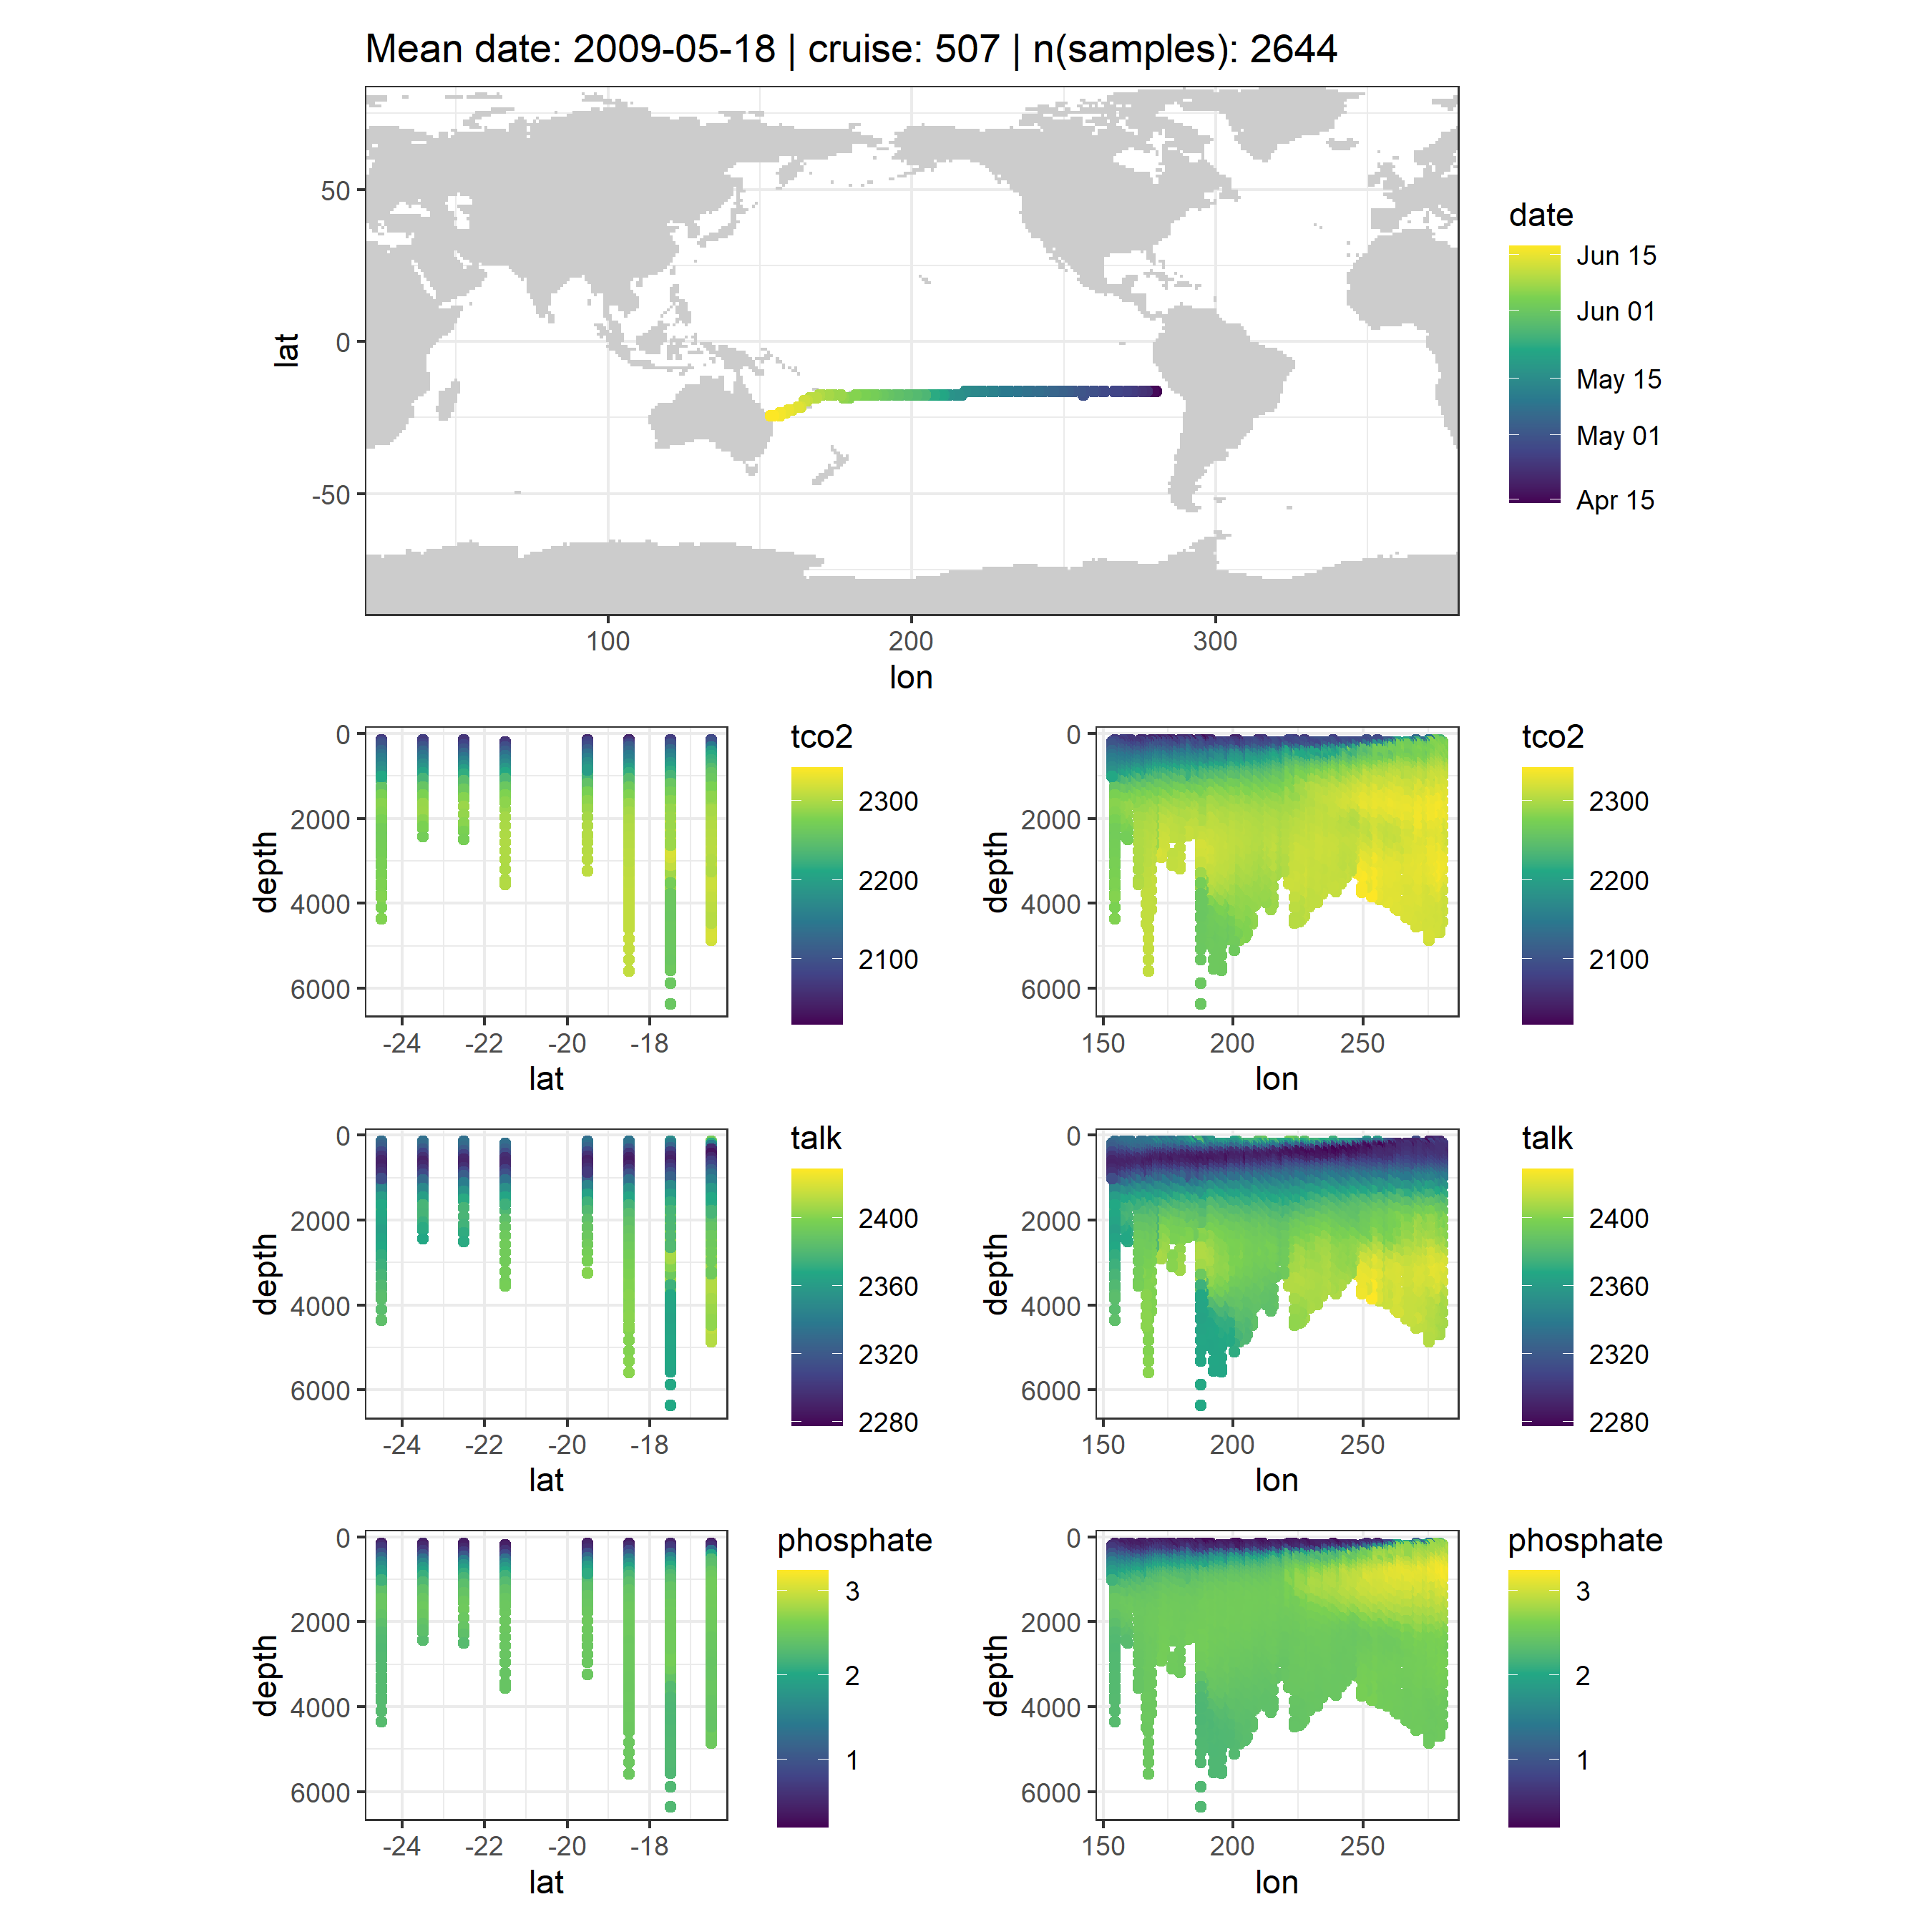 Mean date: 2009-05-18 | cruise: 507 | n(samples): 2644
lat
50
0
-50
100 200 300
lon
date
Jun 15
Jun 01
May 15
May 01
Apr 15
depth
0
2000
4000
6000
-24 -22 -20 -18
lat
tco2
2300
2200
2100
depth
0
2000
4000
6000
150 200 250
lon
tco2
2300
2200
2100
depth
0
2000
4000
6000
-24 -22 -20 -18
lat
talk
2400
2360
2320
2280
depth
0
2000
4000
6000
150 200 250
lon
talk
2400
2360
2320
2280
depth
0
2000
4000
6000
-24 -22 -20 -18
lat
phosphate
3
2
1
depth
0
2000
4000
6000
150 200 250
lon
phosphate
3
2
1